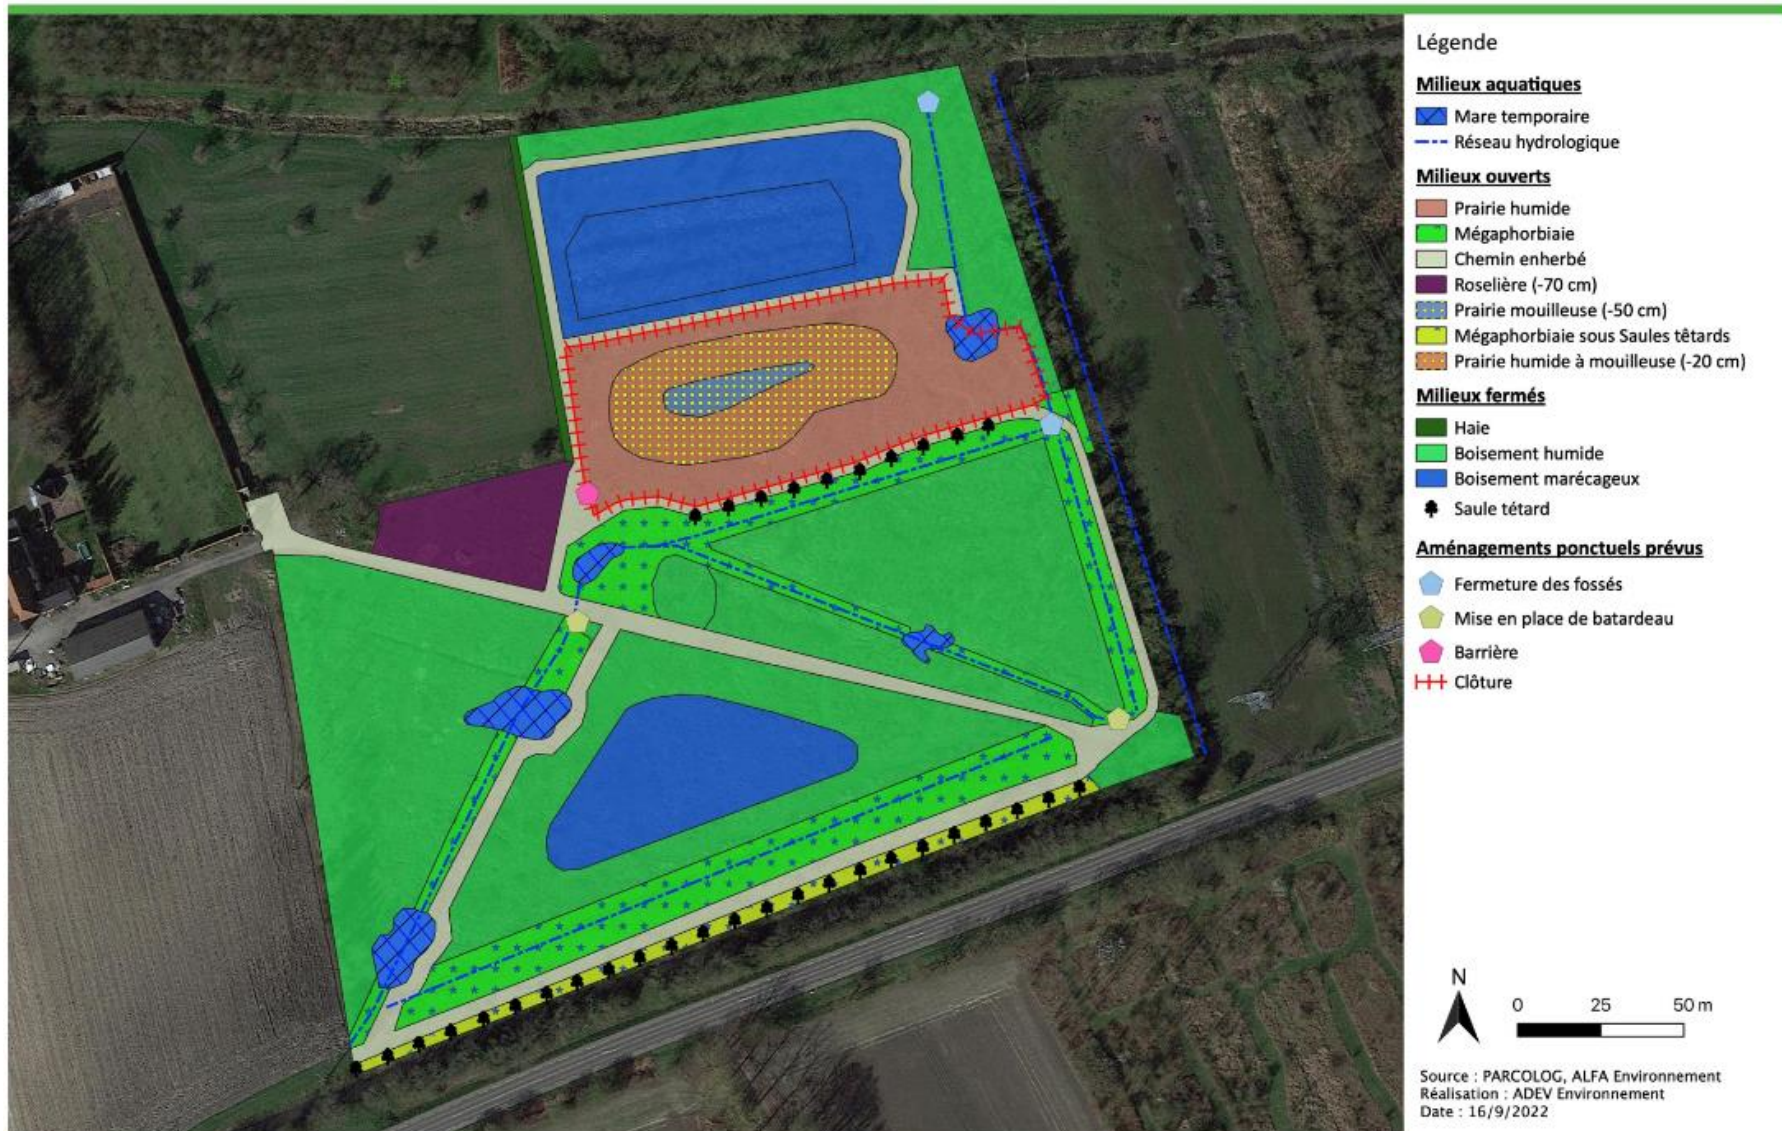 Légende
Milieux aquatiques
Mare temporaire
Réseau hydrologique
Milieux ouverts
Prairie humide
Mégaphorbiaie
Chemin enherbé
Roselière (-70 cm)
Prairie mouilleuse (-50 cm)
Mégaphorbiaie sous Saules têtards
Prairie humide à mouilleuse (-20 cm)
Milieux fermés
Haie
Boisement humide
Boisement marécageux
Saule tétard
Aménagements ponctuels prévus
Fermeture des fossés
Mise en place de batardeau
Barrière
Clôture
N
0 25 50 m
Source : PARCOLOG, ALFA Environnement
Réalisation : ADEV Environnement
Date : 16/9/2022